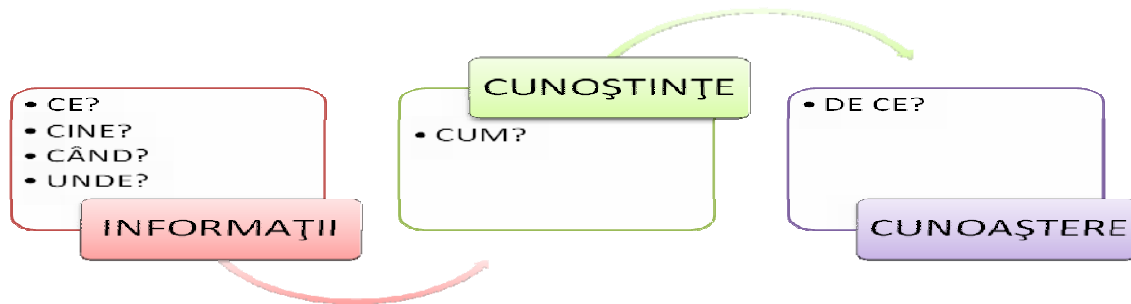 • CE?
• CINE?
• CÂND?
• UNDE?
INFORMAŢII
CUNOŞTINŢE
• CUM?
• DE CE?
CUNOAŞTERE